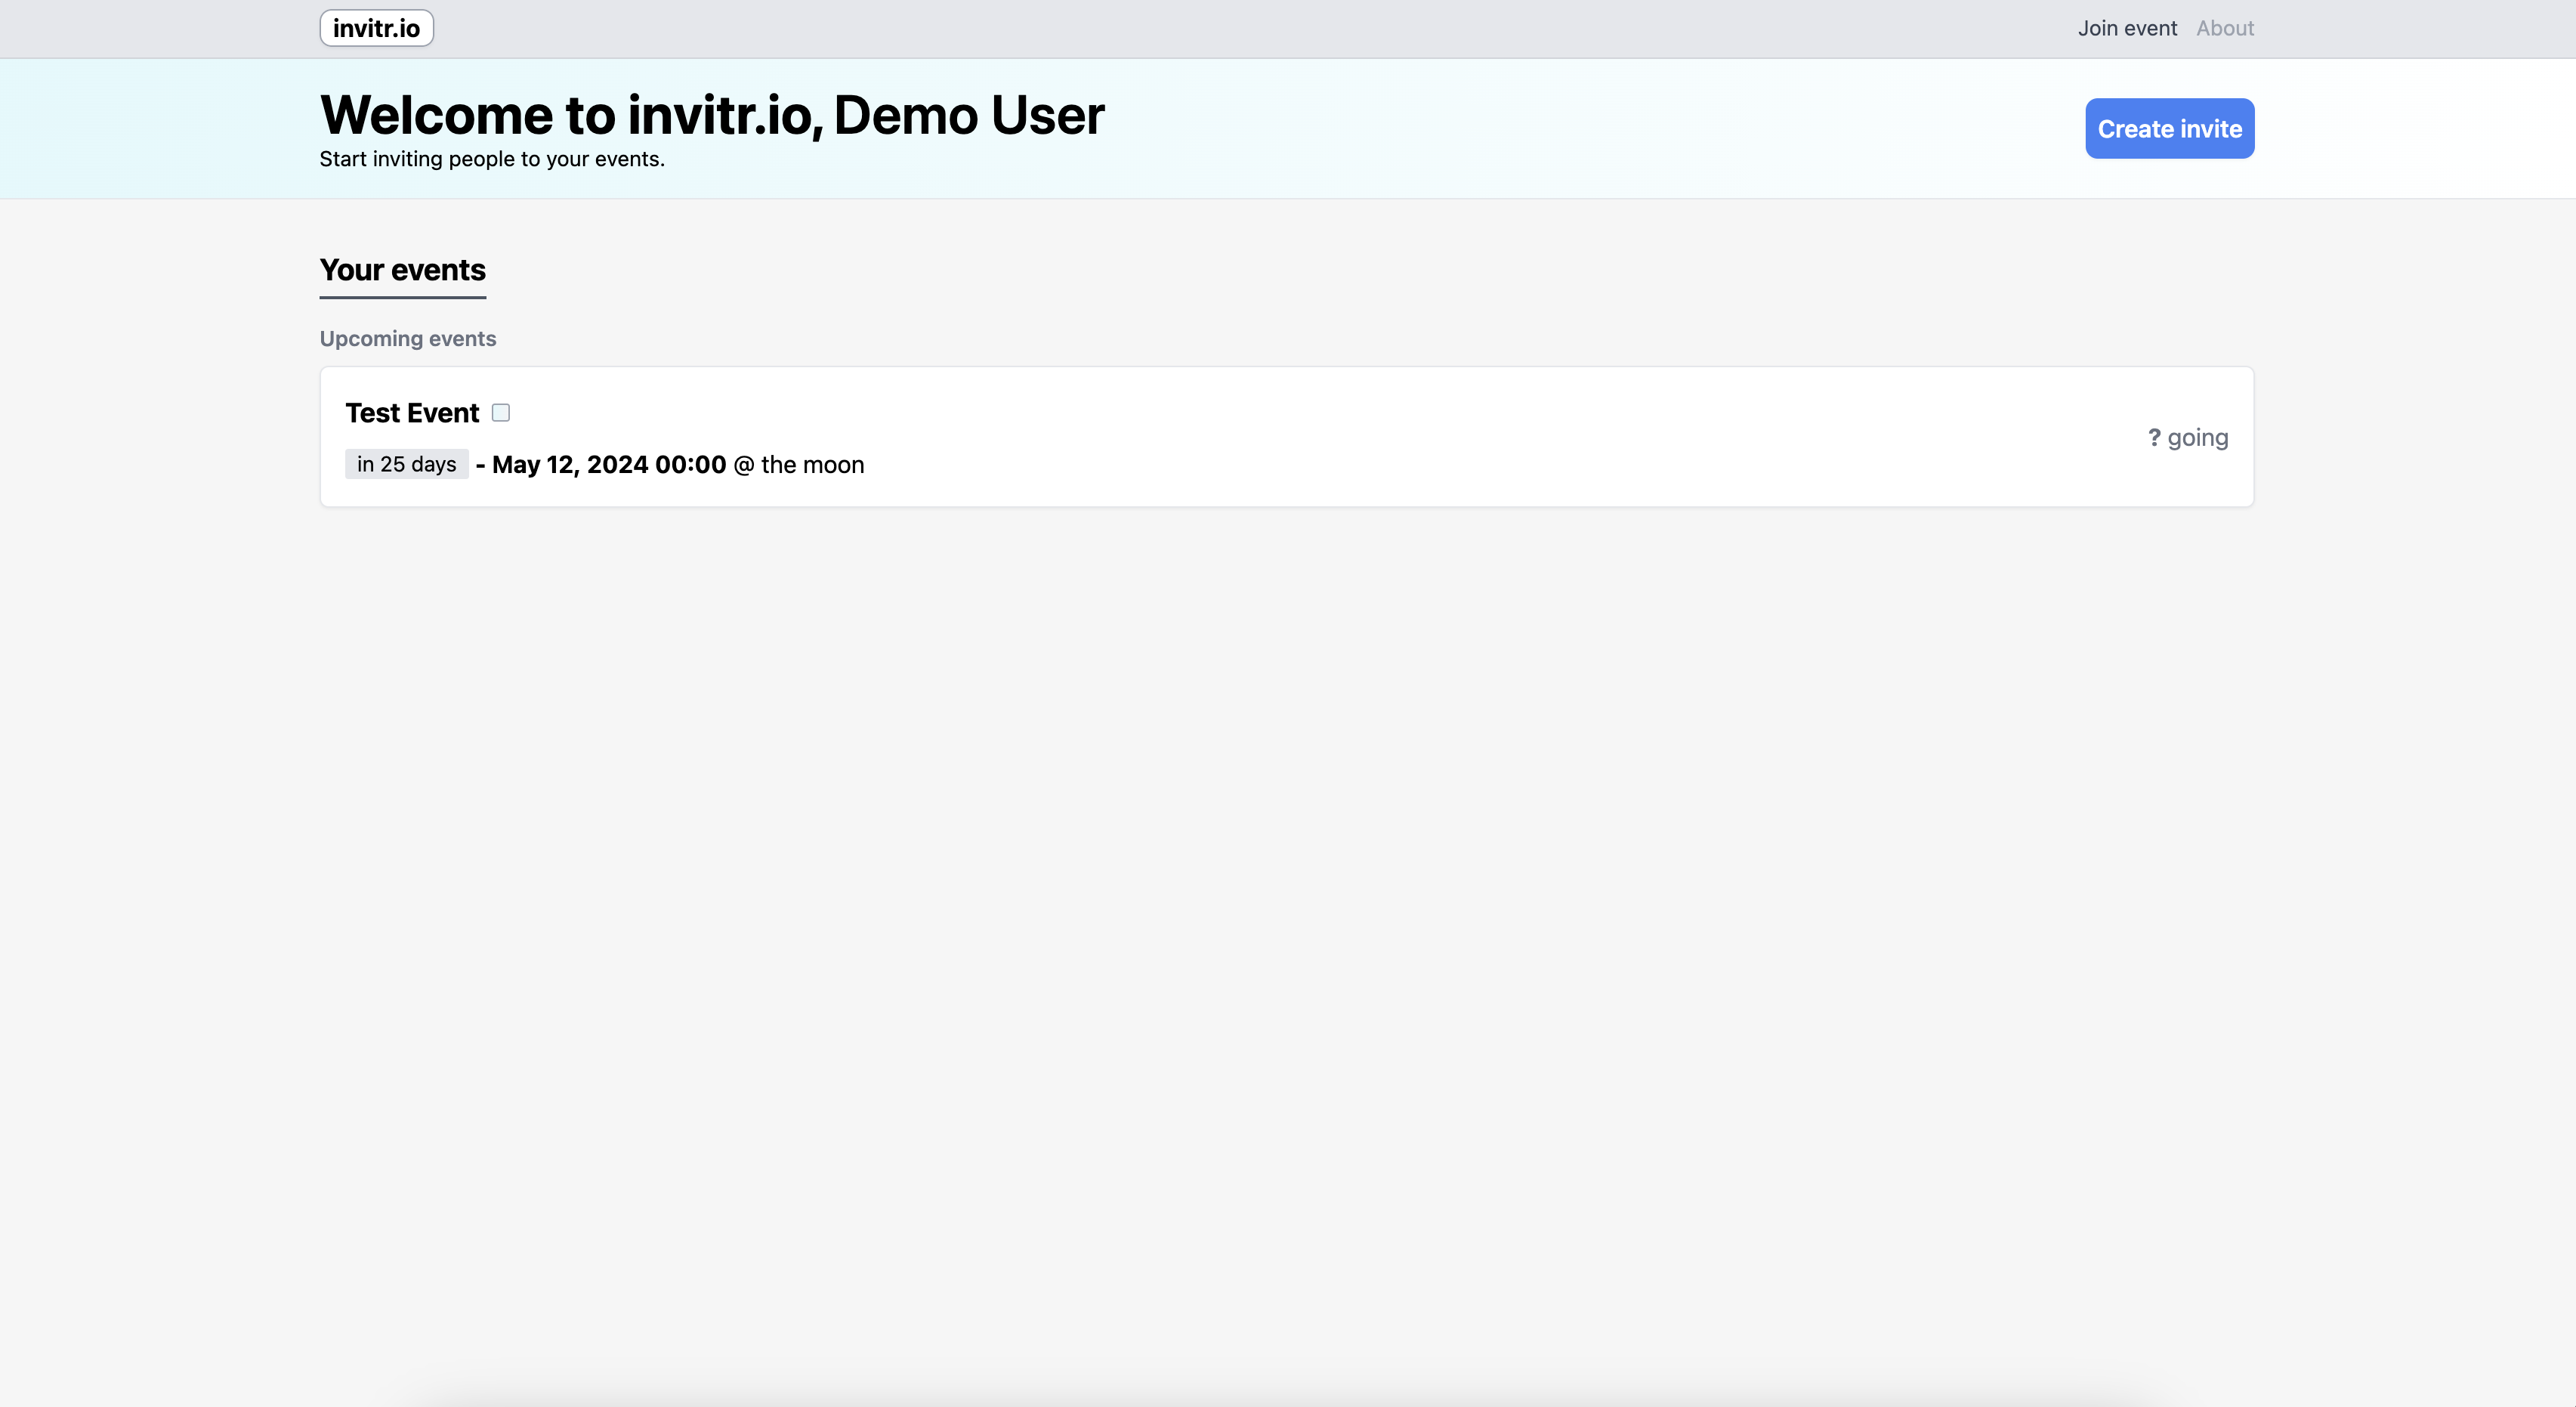 invitr.io
Join event About
Welcome to invitr.io, Demo User
Start inviting people to your events.
Create invite
Your events
Upcoming events
Test Event
in 25 days - May 12, 2024 00:00 @ the moon
? going